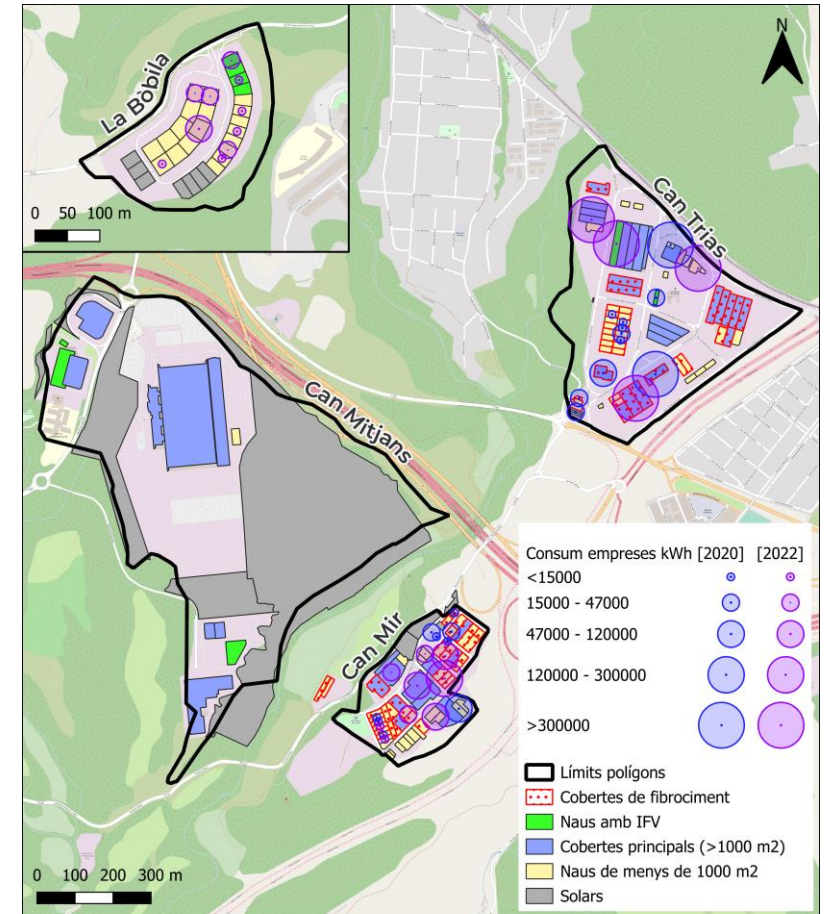 La Bòbila
0 50 100 m
N
Can Trias
Can Mitjans
Can Mir
Consum empreses kWh [2020] [2022]
<15000
15000 - 47000
47000 - 120000
120000 - 300000
>300000
Límits polígons
Cobertes de fibrociment
Naus amb IFV
Cobertes principals (>1000 m2)
Naus de menys de 1000 m2
Solars
0 100 200 300 m